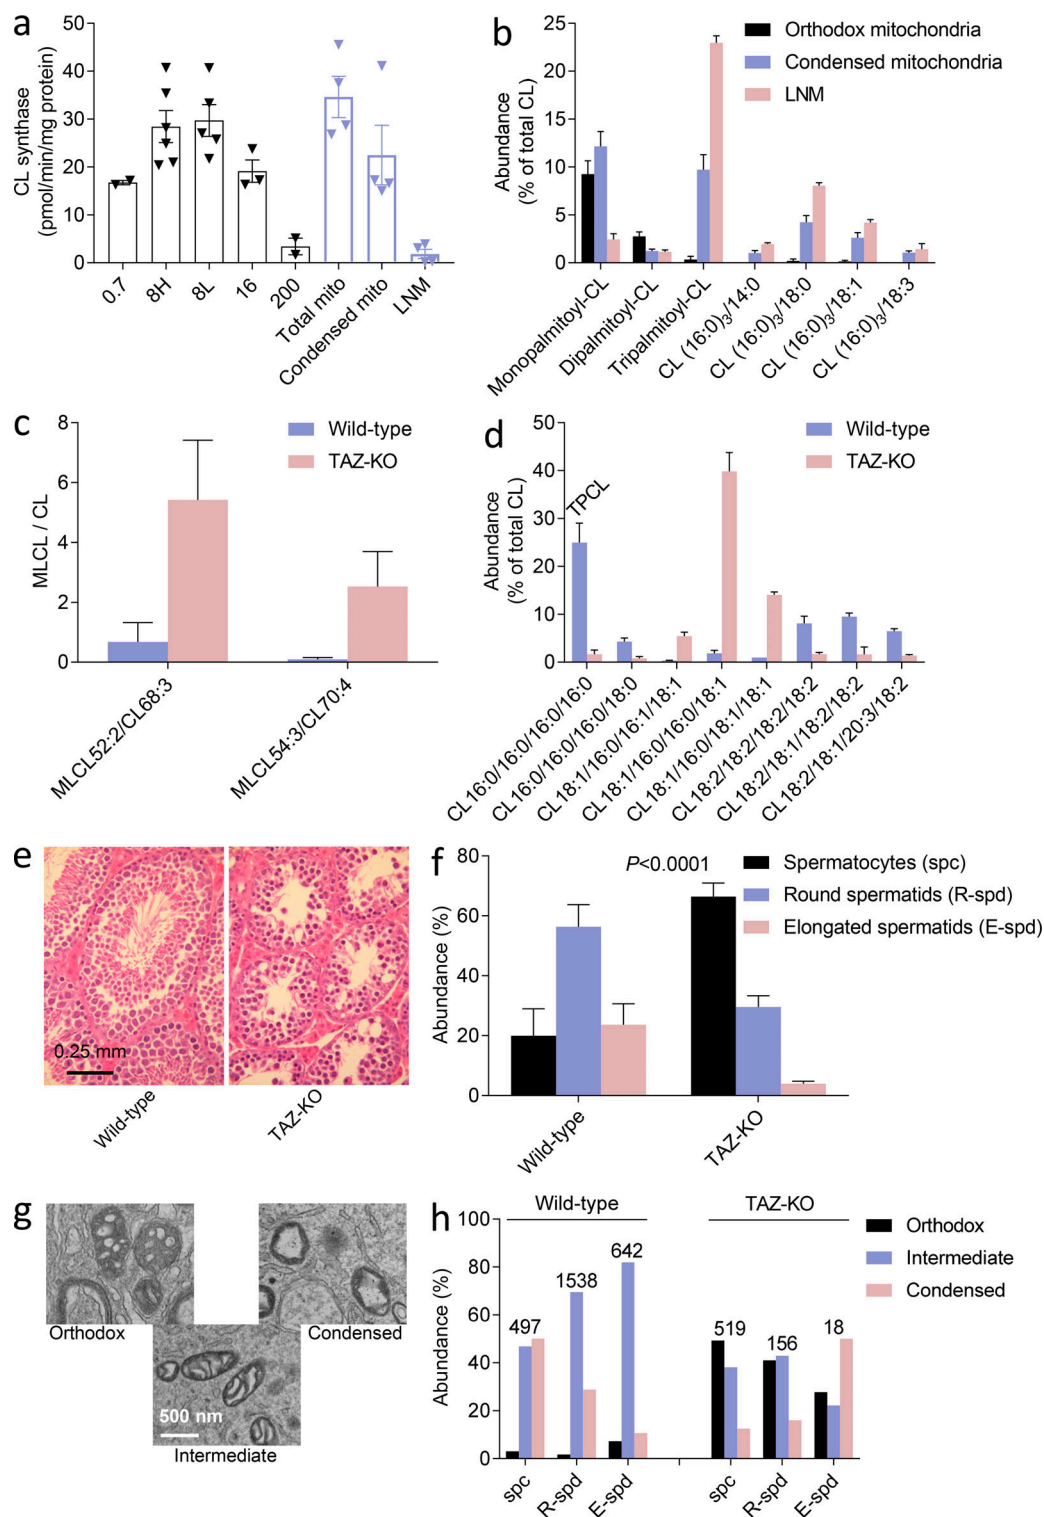 a
CL synthase
(pmol/min/mg protein)
50
40
30
20
10
0
0.7
8H
8L
16
200
Total mito
Condensed mito
LNM
b
Abundance
(% of total CL)
25
20
15
10
5
0
Orthodox mitochondria
Condensed mitochondria
LNM
Monopalmitoyl-CL
Dipalmitoyl-CL
Tripalmitoyl-CL
CL (16:0)3/14:0
CL (16:0)3/18:0
CL (16:0)3/18:1
CL (16:0)3/18:3
c
MLCL / CL
8
6
4
2
0
Wild-type
TAZ-KO
MLCL52:2/CL68:3
MLCL54:3/CL70:4
d
Abundance
(% of total CL)
50
40
30
20
10
0
Wild-type
TAZ-KO
TPCL
CL16:0/16:0/16:0/16:0
CL16:0/16:0/16:0/18:0
CL18:1/16:0/16:1/18:1
CL18:1/16:0/16:0/18:1
CL18:1/16:0/18:1/18:1
CL18:2/18:2/18:2/18:2
CL18:2/18:1/18:2/18:2
CL18:2/18:1/20:3/18:2
e
0.25 mm
Wild-type
TAZ-KO
f
Abundance (%)
80
60
40
20
0
P<0.0001
Spermatocytes (spc)
Round spermatids (R-spd)
Elongated spermatids (E-spd)
Wild-type
TAZ-KO
g
Orthodox
Condensed
500 nm
Intermediate
h
Abundance (%)
100
80
60
40
20
0
Wild-type
TAZ-KO
497
1538
642
519
156
18
Orthodox
Intermediate
Condensed
spc
R-spd
E-spd
spc
R-spd
E-spd